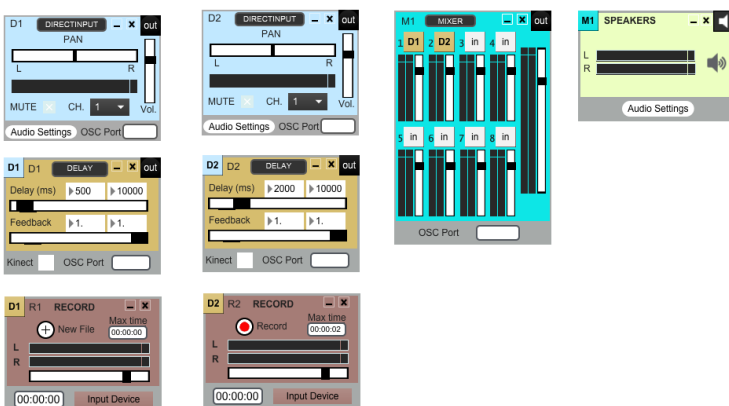 D1 DIRECTINPUT – x out
PAN
L R
MUTE x CH. 1 Vol.
Audio Settings OSC Port
D2 DIRECTINPUT – x out
PAN
L R
MUTE x CH. 1 Vol.
Audio Settings OSC Port
M1 MIXER – x out
1 D1 2 D2 3 in 4 in
5 in 6 in 7 in 8 in
OSC Port
M1 SPEAKERS – x
L
R
Audio Settings
D1 D1 DELAY – x out
Delay (ms) 500 10000
Feedback 1. 1.
Kinect OSC Port
D2 D2 DELAY – x out
Delay (ms) 2000 10000
Feedback 1. 1.
Kinect OSC Port
D1 R1 RECORD – x
New File Max time
00:00:00
L
R
00:00:00 Input Device
D2 R2 RECORD – x
Record Max time
00:00:02
L
R
00:00:00 Input Device